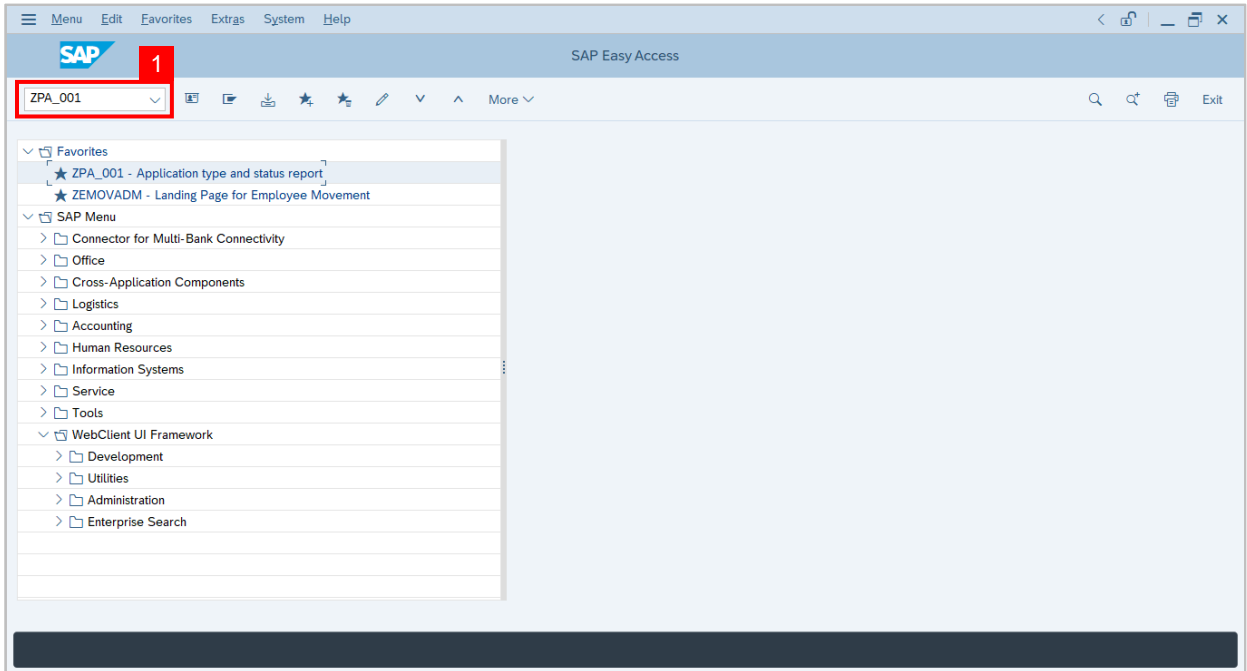 Menu Edit Favorites Extras System Help
SAP
SAP Easy Access
1
ZPA_001
More
Exit
Favorites
ZPA_001 - Application type and status report
ZEMOVADM - Landing Page for Employee Movement
SAP Menu
Connector for Multi-Bank Connectivity
Office
Cross-Application Components
Logistics
Accounting
Human Resources
Information Systems
Service
Tools
WebClient UI Framework
Development
Utilities
Administration
Enterprise Search